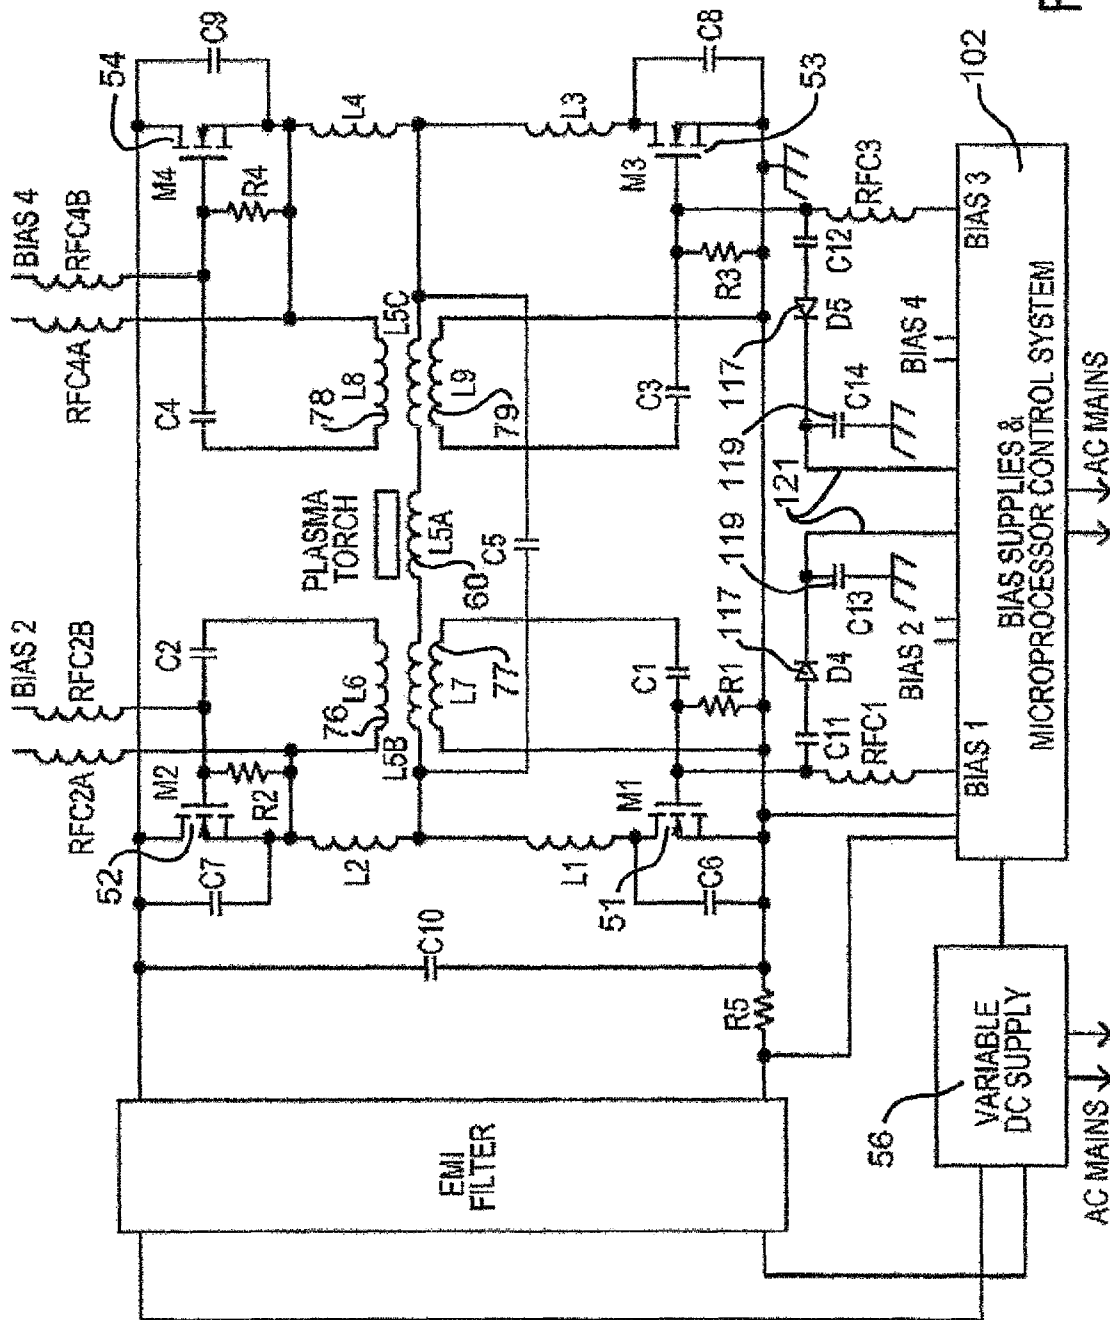 BIAS 2
RFC2B
RFC2A
BIAS 4
RFC4B
RFC4A
54
C9
M4
R4
L4
C4
78
L8
L5C
L9
79
C3
L3
C8
M3
53
R3
PLASMA
TORCH
L5A
60
C5
C2
M2
R2
52
C7
L2
76
L6
L5B
L7
77
C1
R1
M1
L1
51
C6
C10
R5
EMI
FILTER
117
119
C13
D4
C11
RFC1
121
119
117
C14
D5
C12
RFC3
102
BIAS 1
BIAS 2
BIAS 4
BIAS 3
BIAS SUPPLIES &
MICROPROCESSOR CONTROL SYSTEM
AC MAINS
56
VARIABLE
DC SUPPLY
AC MAINS
F